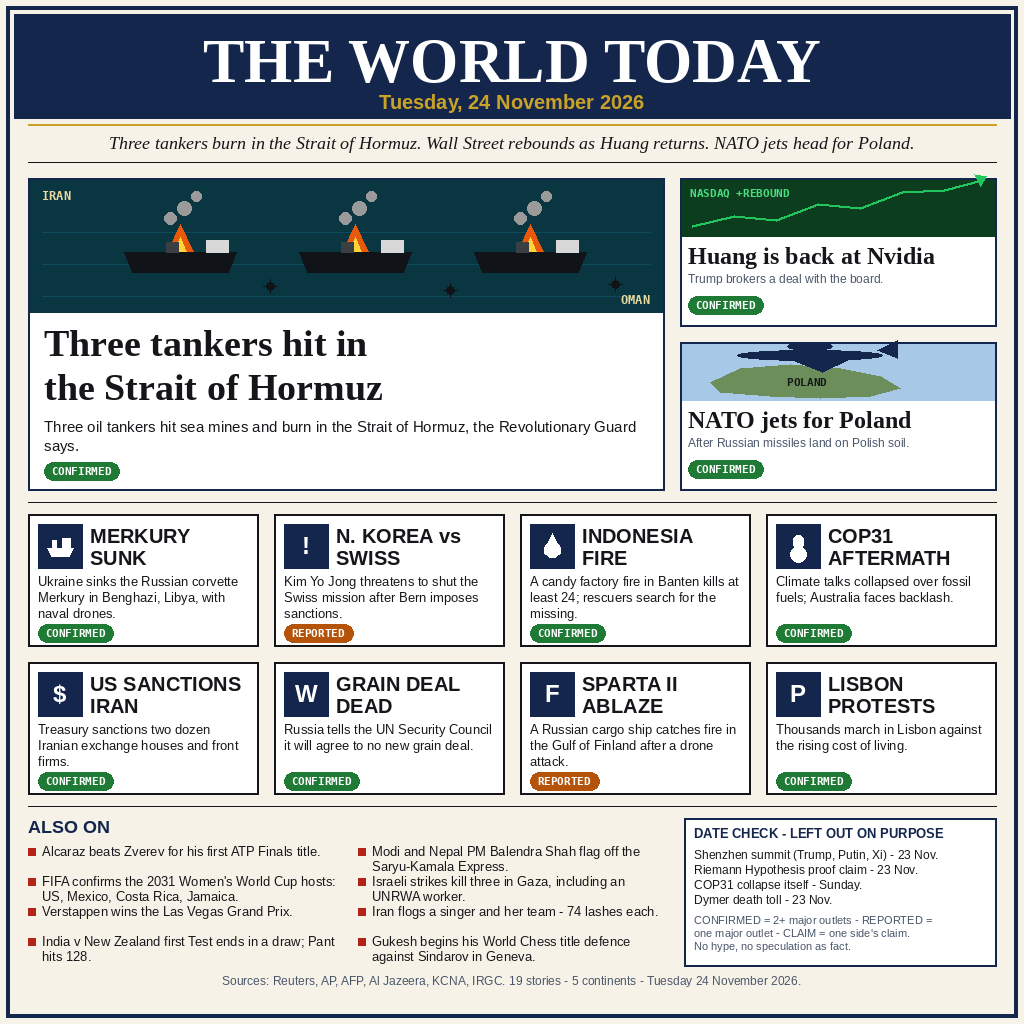 THE WORLD TODAY
Tuesday, 24 November 2026
Three tankers burn in the Strait of Hormuz. Wall Street rebounds as Huang returns. NATO jets head for Poland.
IRAN
OMAN
Three tankers hit in
the Strait of Hormuz
Three oil tankers hit sea mines and burn in the Strait of Hormuz, the Revolutionary Guard
says.
CONFIRMED
NASDAQ +REBOUND
Huang is back at Nvidia
Trump brokers a deal with the board.
CONFIRMED
POLAND
NATO jets for Poland
After Russian missiles land on Polish soil.
CONFIRMED
MERKURY
SUNK
Ukraine sinks the Russian corvette
Merkury in Benghazi, Libya, with
naval drones.
CONFIRMED
!
N. KOREA vs
SWISS
Kim Yo Jong threatens to shut the
Swiss mission after Bern imposes
sanctions.
REPORTED
INDONESIA
FIRE
A candy factory fire in Banten kills at
least 24; rescuers search for the
missing.
CONFIRMED
COP31
AFTERMATH
Climate talks collapsed over fossil
fuels; Australia faces backlash.
CONFIRMED
$
US SANCTIONS
IRAN
Treasury sanctions two dozen
Iranian exchange houses and front
firms.
CONFIRMED
W
GRAIN DEAL
DEAD
Russia tells the UN Security Council
it will agree to no new grain deal.
CONFIRMED
F
SPARTA II
ABLAZE
A Russian cargo ship catches fire in
the Gulf of Finland after a drone
attack.
REPORTED
P
LISBON
PROTESTS
Thousands march in Lisbon against
the rising cost of living.
CONFIRMED
ALSO ON
Alcaraz beats Zverev for his first ATP Finals title.
FIFA confirms the 2031 Women's World Cup hosts:
US, Mexico, Costa Rica, Jamaica.
Verstappen wins the Las Vegas Grand Prix.
India v New Zealand first Test ends in a draw; Pant
hits 128.
Modi and Nepal PM Balendra Shah flag off the
Saryu-Kamala Express.
Israeli strikes kill three in Gaza, including an
UNRWA worker.
Iran flogs a singer and her team - 74 lashes each.
Gukesh begins his World Chess title defence
against Sindarov in Geneva.
DATE CHECK - LEFT OUT ON PURPOSE
Shenzhen summit (Trump, Putin, Xi) - 23 Nov.
Riemann Hypothesis proof claim - 23 Nov.
COP31 collapse itself - Sunday.
Dymer death toll - 23 Nov.
CONFIRMED = 2+ major outlets - REPORTED =
one major outlet - CLAIM = one side's claim.
No hype, no speculation as fact.
Sources: Reuters, AP, AFP, Al Jazeera, KCNA, IRGC. 19 stories - 5 continents - Tuesday 24 November 2026.